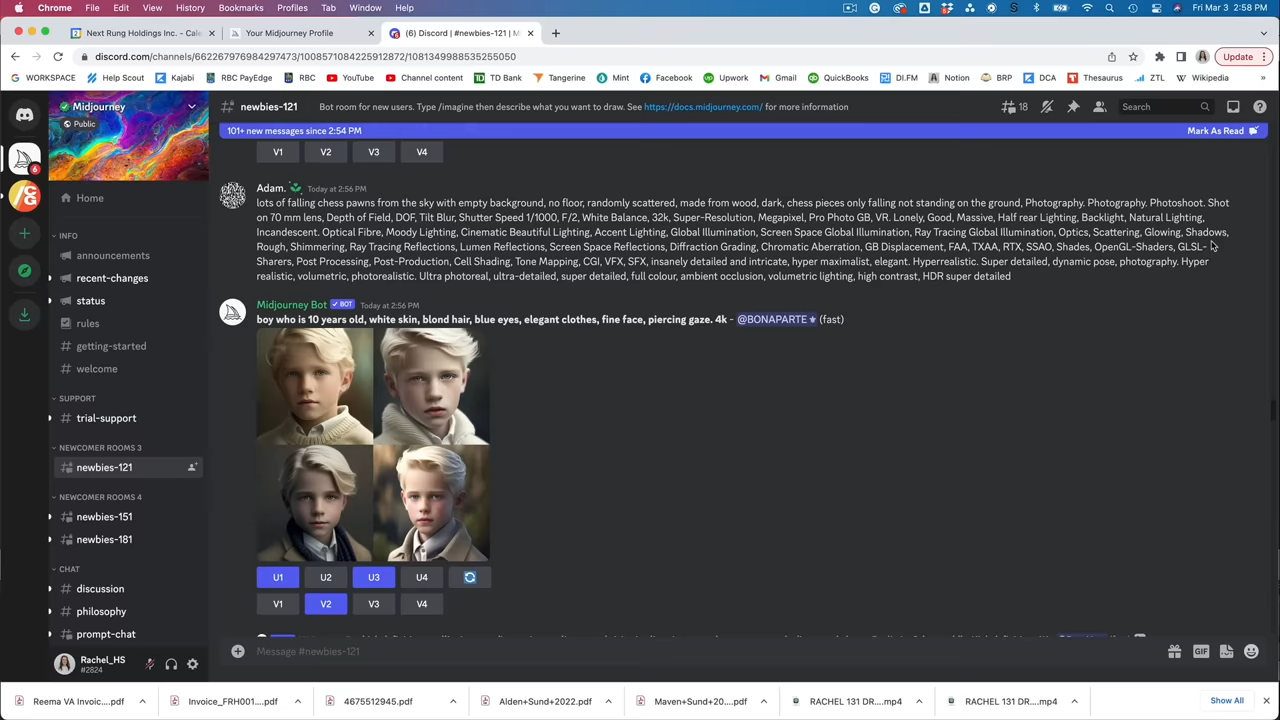 Chrome File Edit View History Bookmarks Profiles Tab Window Help Fri Mar 3 2:58 PM
Next Rung Holdings Inc. - Cale Your Midjourney Profile (6) Discord | #newbies-121 | M
discord.com/channels/662267976984297473/1008571084225912872/1081349988535255050 Update
WORKSPACE Help Scout Kajabi RBC PayEdge RBC YouTube Channel content TD Bank Tangerine Mint Facebook Upwork Gmail QuickBooks DI.FM Notion BRP DCA Thesaurus ZTL Wikipedia »
Midjourney
Public
# newbies-121 Bot room for new users. Type /imagine then describe what you want to draw. See https://docs.midjourney.com/ for more information 18 Search
101+ new messages since 2:54 PM Mark As Read
V1 V2 V3 V4
Home
INFO
announcements
recent-changes
status
rules
getting-started
welcome
SUPPORT
trial-support
NEWCOMER ROOMS 3
newbies-121
NEWCOMER ROOMS 4
newbies-151
newbies-181
CHAT
discussion
philosophy
prompt-chat
Rachel_HS
#2824
6
Adam. Today at 2:56 PM
lots of falling chess pawns from the sky with empty background, no floor, randomly scattered, made from wood, dark, chess pieces only falling not standing on the ground, Photography. Photography. Photoshoot. Shot
on 70 mm lens, Depth of Field, DOF, Tilt Blur, Shutter Speed 1/1000, F/2, White Balance, 32k, Super-Resolution, Megapixel, Pro Photo GB, VR. Lonely, Good, Massive, Half rear Lighting, Backlight, Natural Lighting,
Incandescent. Optical Fibre, Moody Lighting, Cinematic Beautiful Lighting, Accent Lighting, Global Illumination, Screen Space Global Illumination, Ray Tracing Global Illumination, Optics, Scattering, Glowing, Shadows,
Rough, Shimmering, Ray Tracing Reflections, Lumen Reflections, Screen Space Reflections, Diffraction Grading, Chromatic Aberration, GB Displacement, FAA, TXAA, RTX, SSAO, Shades, OpenGL-Shaders, GLSL-
Sharers, Post Processing, Post-Production, Cell Shading, Tone Mapping, CGI, VFX, SFX, insanely detailed and intricate, hyper maximalist, elegant. Hyperrealistic. Super detailed, dynamic pose, photography. Hyper
realistic, volumetric, photorealistic. Ultra photoreal, ultra-detailed, super detailed, full colour, ambient occlusion, volumetric lighting, high contrast, HDR super detailed
Midjourney Bot ✓ BOT Today at 2:56 PM
boy who is 10 years old, white skin, blond hair, blue eyes, elegant clothes, fine face, piercing gaze. 4k - @BONAPARTE (fast)
U1 U2 U3 U4
V1 V2 V3 V4
Message #newbies-121 GIF
Reema VA Invoic....pdf Invoice_FRH001....pdf 4675512945.pdf Alden+Sund+2022.pdf Maven+Sund+20....pdf RACHEL 131 DR....mp4 RACHEL 131 DR....mp4 Show All